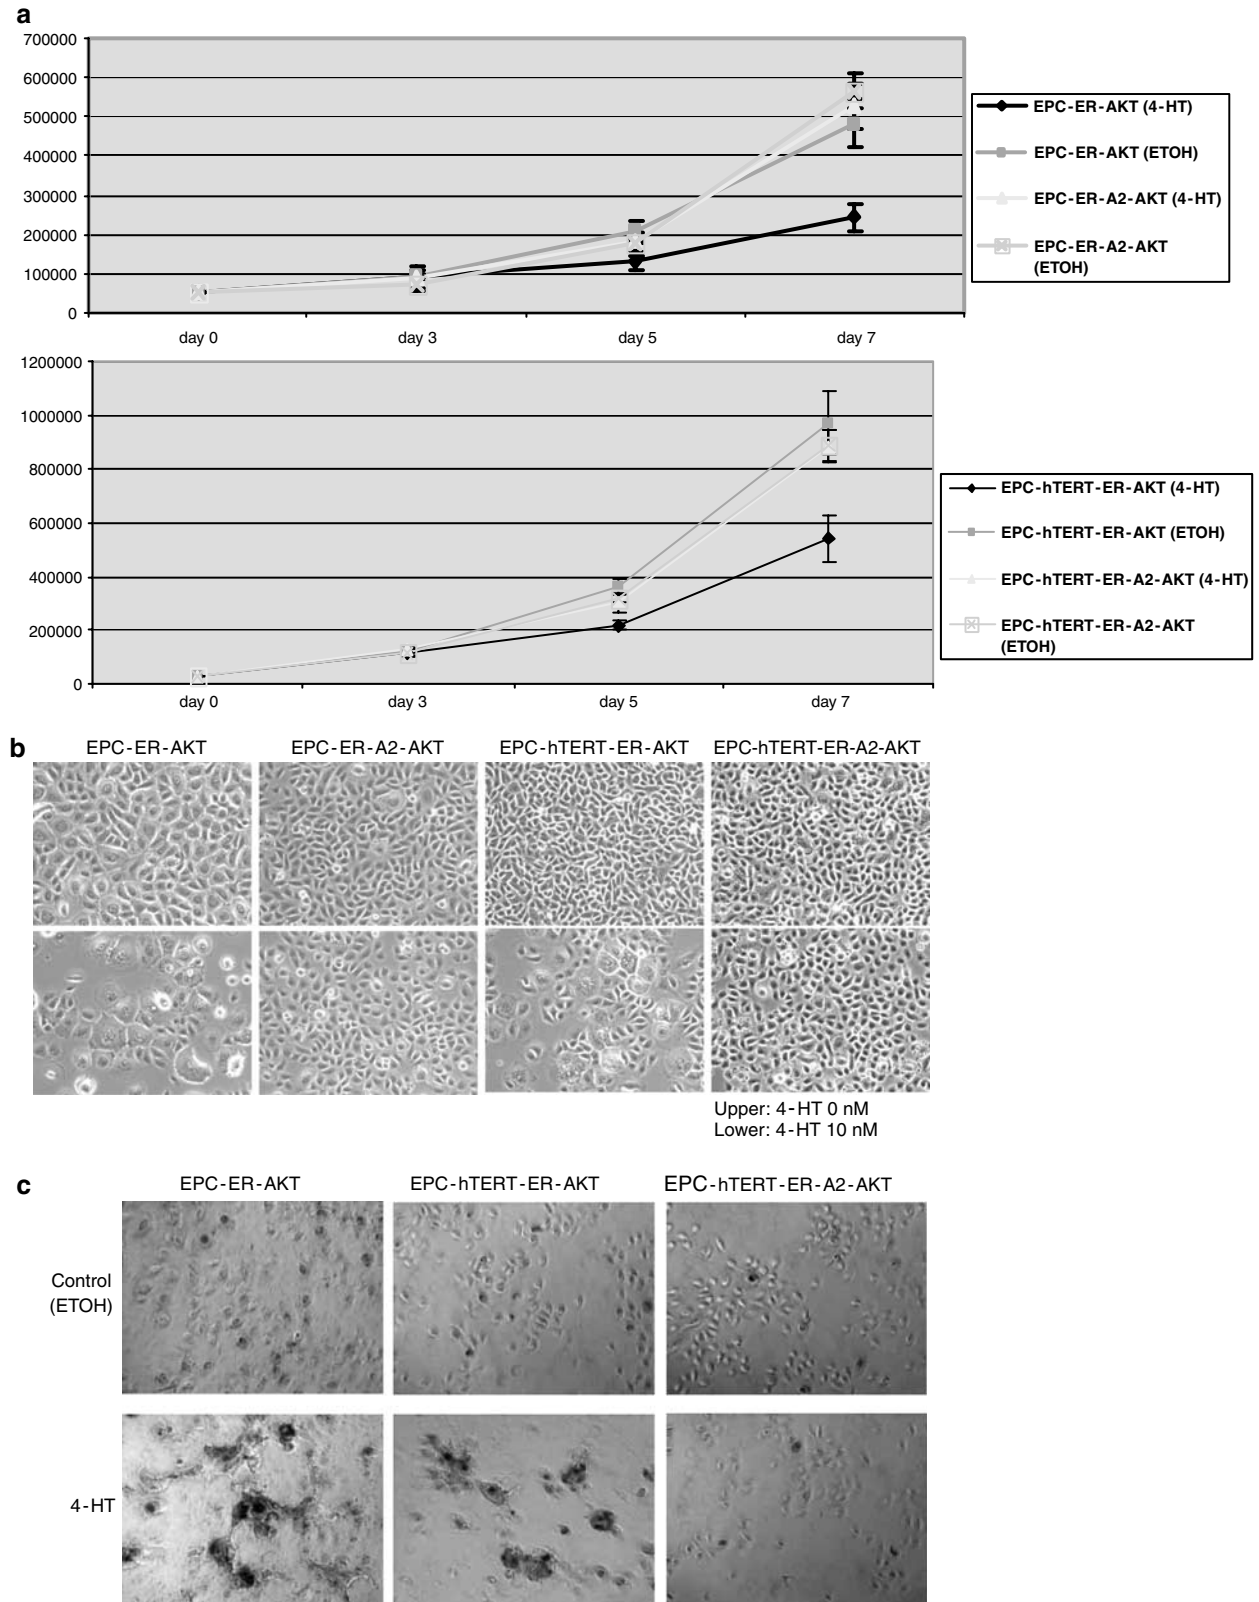 a
700000
600000
500000
400000
300000
200000
100000
0
day 0
day 3
day 5
day 7
EPC-ER-AKT (4-HT)
EPC-ER-AKT (ETOH)
EPC-ER-A2-AKT (4-HT)
EPC-ER-A2-AKT
(ETOH)
1200000
1000000
800000
600000
400000
200000
0
day 0
day 3
day 5
day 7
EPC-hTERT-ER-AKT (4-HT)
EPC-hTERT-ER-AKT (ETOH)
EPC-hTERT-ER-A2-AKT (4-HT)
EPC-hTERT-ER-A2-AKT
(ETOH)
b
EPC-ER-AKT
EPC-ER-A2-AKT
EPC-hTERT-ER-AKT
EPC-hTERT-ER-A2-AKT
Upper: 4-HT 0 nM
Lower: 4-HT 10 nM
c
EPC-ER-AKT
EPC-hTERT-ER-AKT
EPC-hTERT-ER-A2-AKT
Control
(ETOH)
4-HT